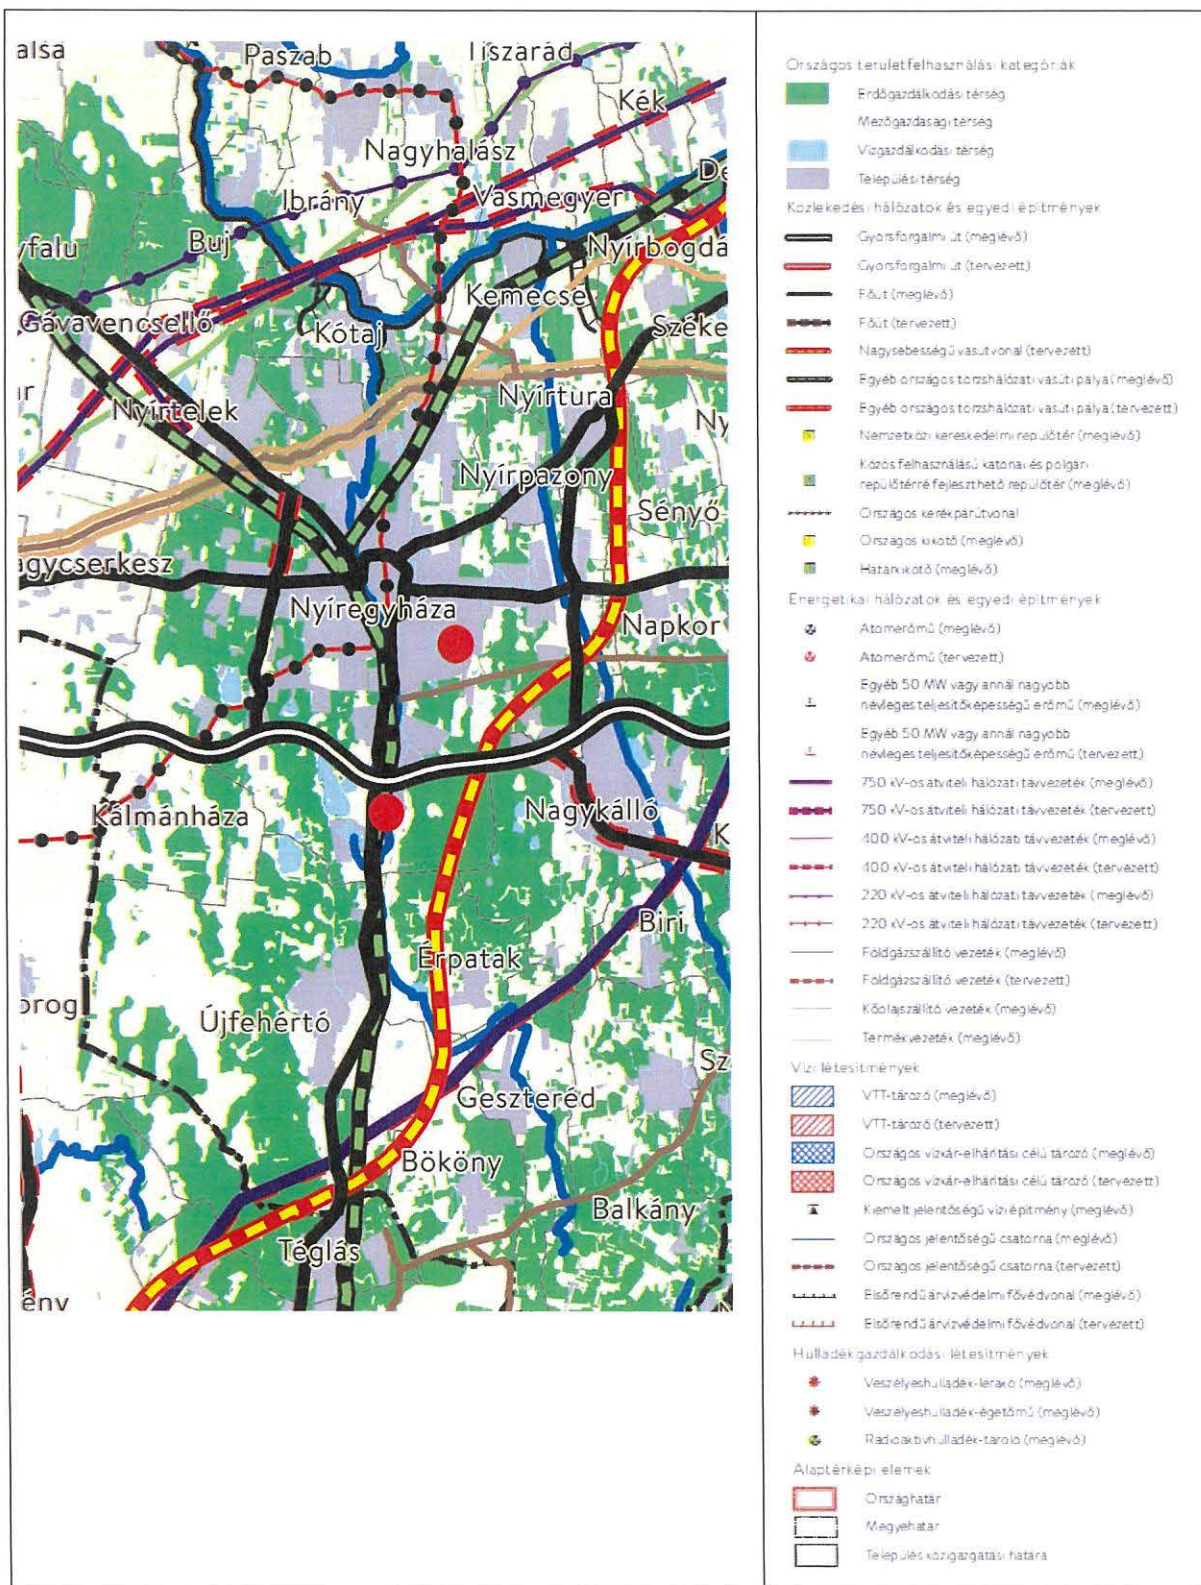 alsa
Paszab
Tiszarád
Kék
Nagyhalász
Ibrány
Vasmegyer
De
Buj
yfalu
Nyírbogdá
Kemecse
Gávavencsellő
Kótaj
Széke
ár
Nyírtelek
Nyírtura
Ny
Nyírpazony
Sényő
agycserkesz
Nyíregyháza
Napkor
Kálmánháza
Nagykálló
K
Biri
Érpatak
orog
Újfehértó
Sz
Geszteréd
Bököny
Balkány
Téglás
ény
Országos területfelhasználási kategóriák
Erdőgazdálkodási térség
Mezőgazdasági térség
Vízgazdálkodási térség
Települési térség
Közlekedési hálózatok és egyedi építmények
Gyorsforgalmi út (meglévő)
Gyorsforgalmi út (tervezett)
Főút (meglévő)
Főút (tervezett)
Nagysebességű vasútvonal (tervezett)
Egyéb országos törzshálózati vasúti pálya (meglévő)
Egyéb országos törzshálózati vasúti pálya (tervezett)
Nemzetközi kereskedelmi repülőtér (meglévő)
Közös felhasználású katonai és polgári
repülőtérré fejleszthető repülőtér (meglévő)
Országos kerékpárútvonal
Országos kikötő (meglévő)
Határkikötő (meglévő)
Energetikai hálózatok és egyedi építmények
Atomerőmű (meglévő)
Atomerőmű (tervezett)
Egyéb 50 MW vagy annál nagyobb
névleges teljesítőképességű erőmű (meglévő)
Egyéb 50 MW vagy annál nagyobb
névleges teljesítőképességű erőmű (tervezett)
750 kV-os átviteli hálózati távvezeték (meglévő)
750 kV-os átviteli hálózati távvezeték (tervezett)
400 kV-os átviteli hálózati távvezeték (meglévő)
400 kV-os átviteli hálózati távvezeték (tervezett)
220 kV-os átviteli hálózati távvezeték (meglévő)
220 kV-os átviteli hálózati távvezeték (tervezett)
Földgázszállító vezeték (meglévő)
Földgázszállító vezeték (tervezett)
Kőolajszállító vezeték (meglévő)
Termékvezeték (meglévő)
Vízi létesítmények
VTT-tározó (meglévő)
VTT-tározó (tervezett)
Országos vízkár-elhárítási célú tározó (meglévő)
Országos vízkár-elhárítási célú tározó (tervezett)
Kiemelt jelentőségű vízi építmény (meglévő)
Országos jelentőségű csatorna (meglévő)
Országos jelentőségű csatorna (tervezett)
Elsőrendű árvízvédelmi fővédvonal (meglévő)
Elsőrendű árvízvédelmi fővédvonal (tervezett)
Hulladékgazdálkodási létesítmények
Veszélyeshulladék-lerakó (meglévő)
Veszélyeshulladék-égetőmű (meglévő)
Radioaktívhulladék-tároló (meglévő)
Alaptérképi elemek
Országhatár
Megyehatár
Település közigazgatási határa